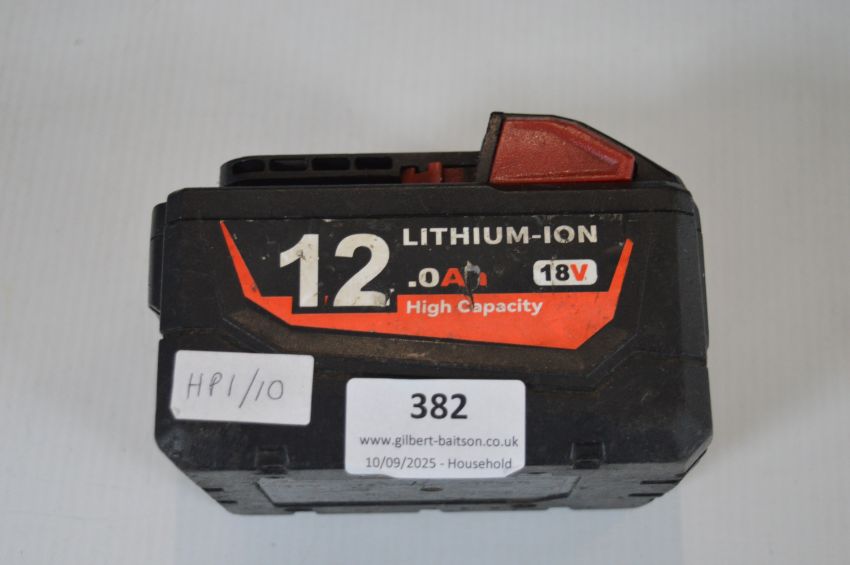 12.0Ah
LITHIUM-ION
18V
High Capacity
HP1/10
382
www.gilbert-baitson.co.uk
10/09/2025 - Household